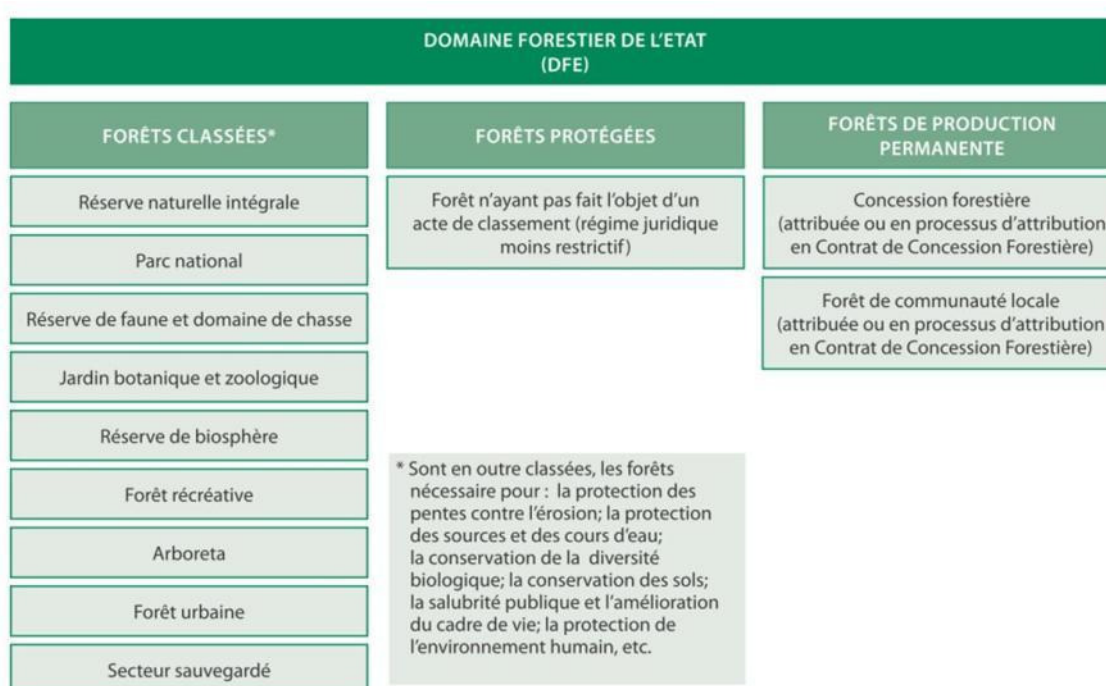 DOMAINE FORESTIER DE L'ETAT
(DFE)
FORÊTS CLASSÉES*
Réserve naturelle intégrale
Parc national
Réserve de faune et domaine de chasse
Jardin botanique et zoologique
Réserve de biosphère
Forêt récréative
Arboreta
Forêt urbaine
Secteur sauvegardé
FORÊTS PROTÉGÉES
Forêt n'ayant pas fait l'objet d'un
acte de classement (régime juridique
moins restrictif)
* Sont en outre classées, les forêts
nécessaire pour : la protection des
pentes contre l'érosion; la protection
des sources et des cours d'eau;
la conservation de la diversité
biologique; la conservation des sols;
la salubrité publique et l'amélioration
du cadre de vie; la protection de
l'environnement humain, etc.
FORÊTS DE PRODUCTION
PERMANENTE
Concession forestière
(attribuée ou en processus d'attribution
en Contrat de Concession Forestière)
Forêt de communauté locale
(attribuée ou en processus d'attribution
en Contrat de Concession Forestière)